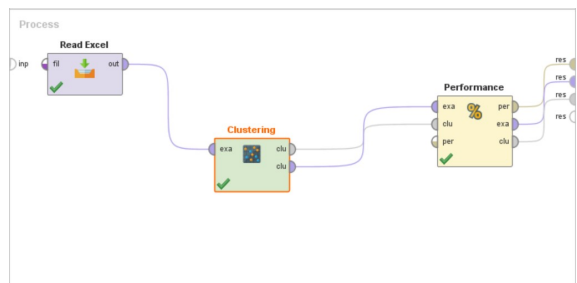 Process
Read Excel
inp
fil
out
Clustering
exa
clu
clu
Performance
exa
per
clu
exa
per
clu
res
res
res
res